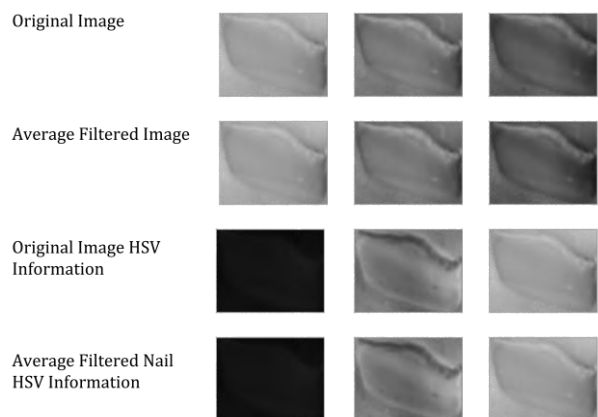 Original Image
Average Filtered Image
Original Image HSV
Information
Average Filtered Nail
HSV Information